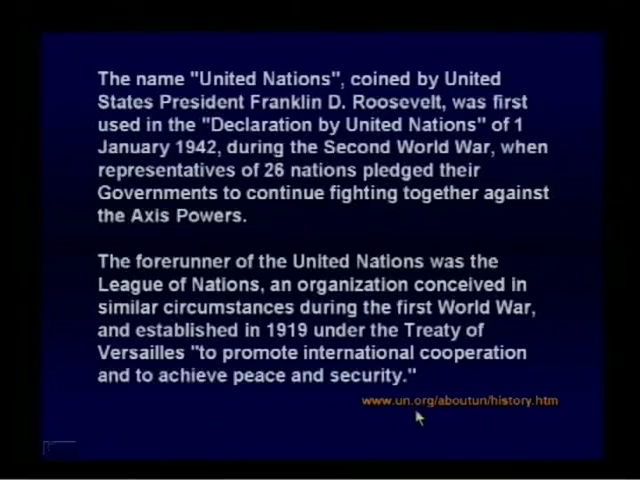 The name "United Nations", coined by United
States President Franklin D. Roosevelt, was first
used in the "Declaration by United Nations" of 1
January 1942, during the Second World War, when
representatives of 26 nations pledged their
Governments to continue fighting together against
the Axis Powers.
The forerunner of the United Nations was the
League of Nations, an organization conceived in
similar circumstances during the first World War,
and established in 1919 under the Treaty of
Versailles "to promote international cooperation
and to achieve peace and security."
www.un.org/aboutun/history.htm